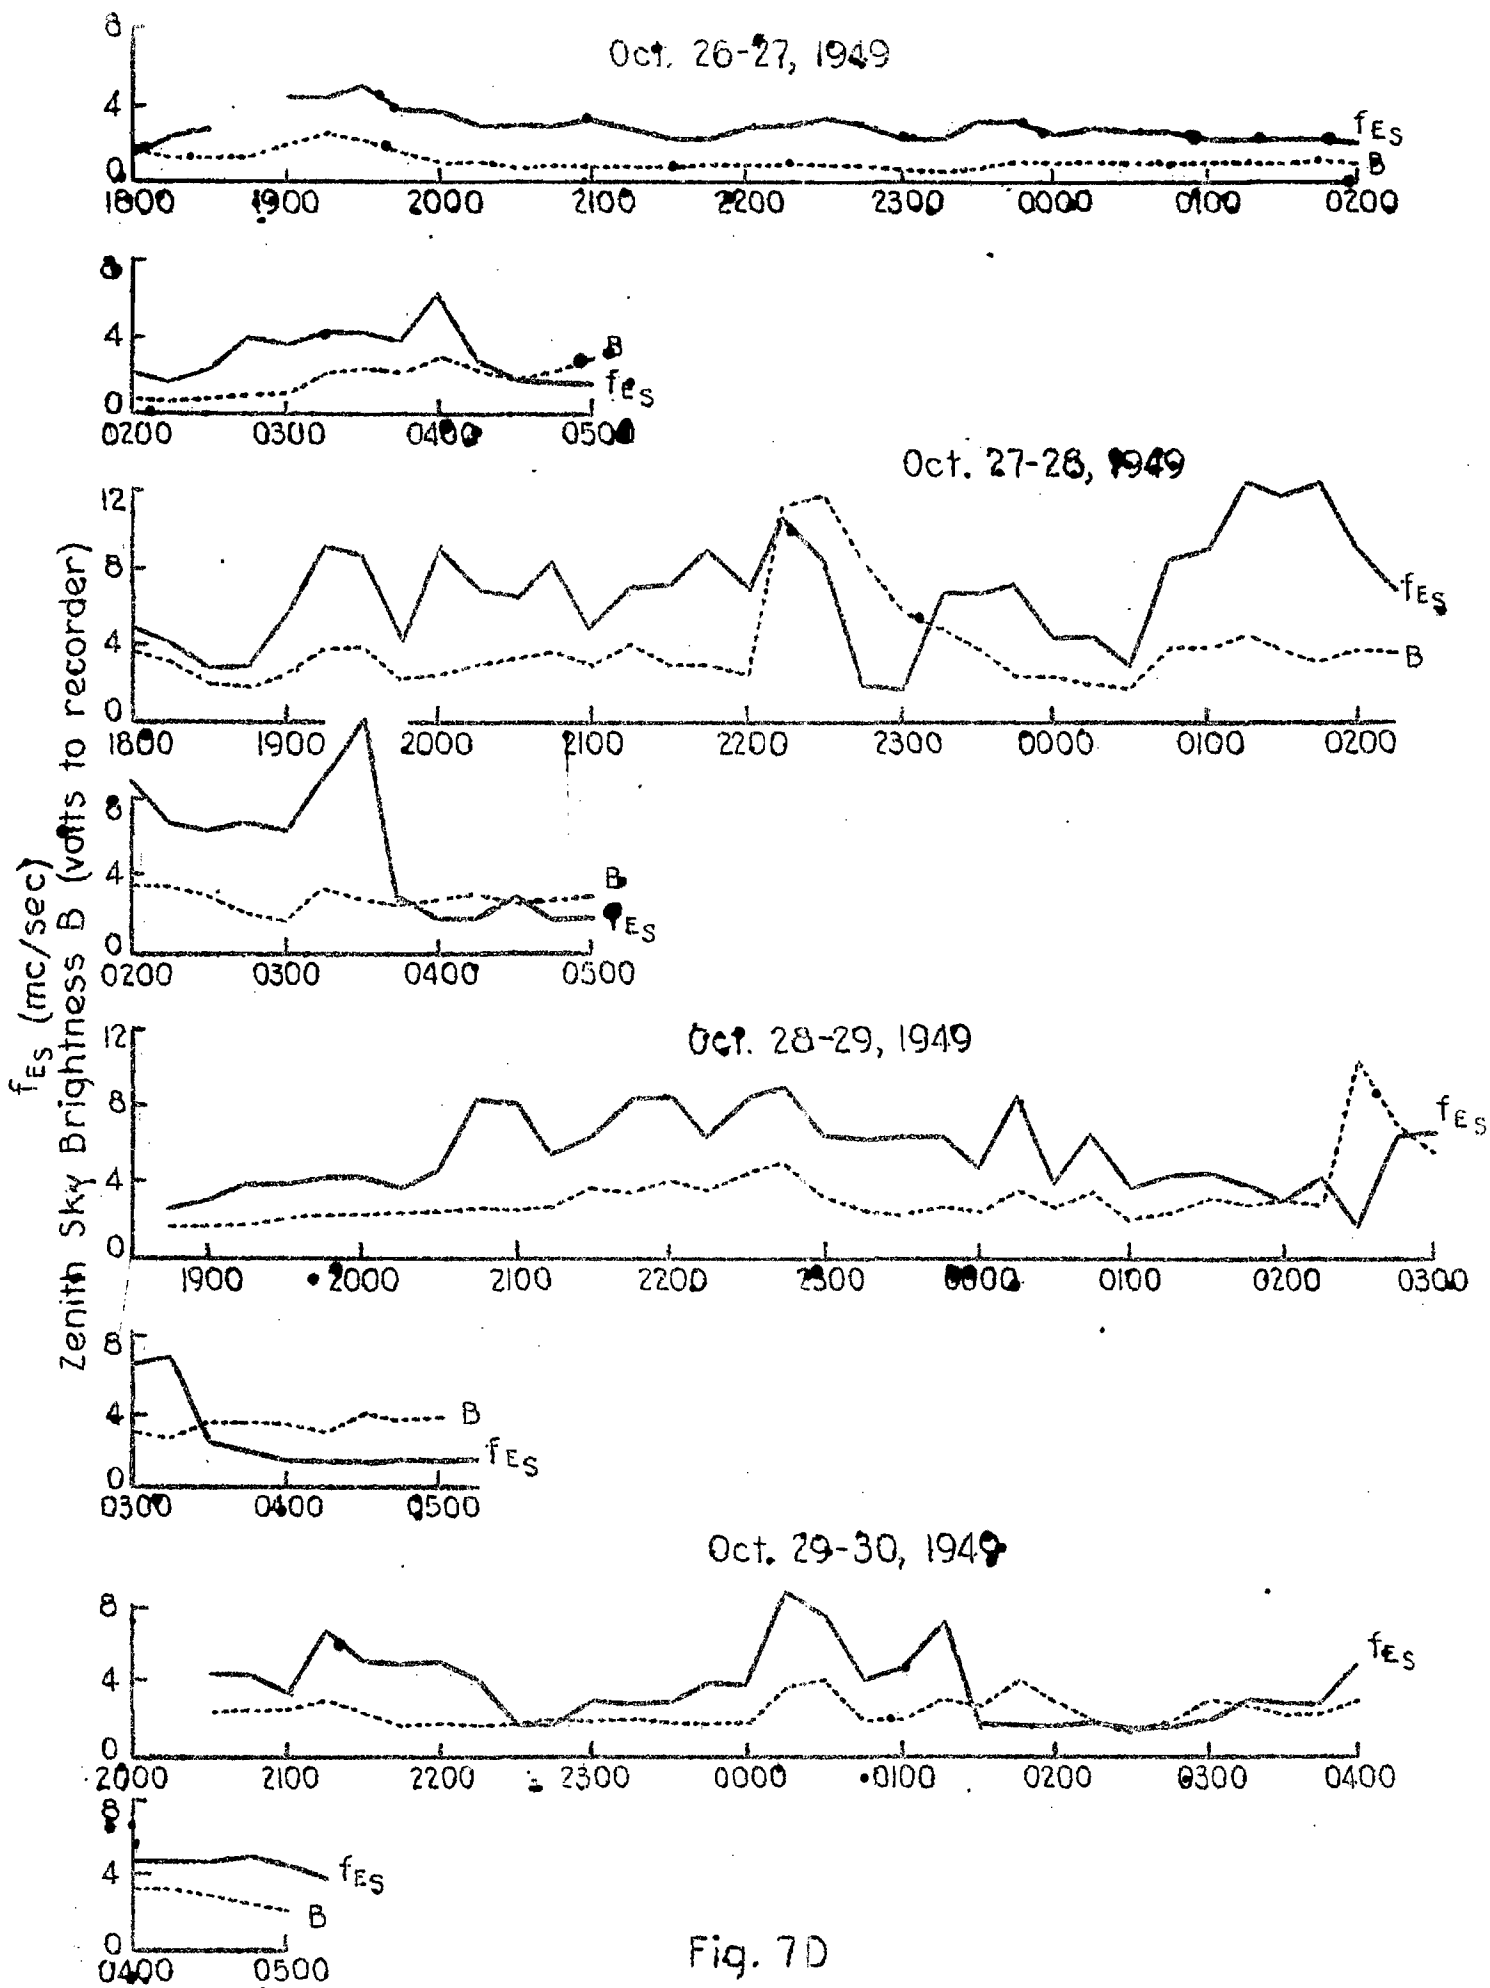 fEs (mc/sec)
Zenith Sky Brightness B (volts to recorder)
Oct. 26-27, 1949
8
4
0
fEs
B
1800 1900 2000 2100 2200 2300 0000 0100 0200
8
4
0
B
fEs
0200 0300 0400 0500
Oct. 27-28, 1949
12
8
4
0
fEs
B
1800 1900 2000 2100 2200 2300 0000 0100 0200
8
4
0
B
fEs
0200 0300 0400 0500
Oct. 28-29, 1949
12
8
4
0
fEs
1900 2000 2100 2200 2300 0000 0100 0200 0300
8
4
0
B
fEs
0300 0400 0500
Oct. 29-30, 1949
8
4
0
fEs
2000 2100 2200 2300 0000 0100 0200 0300 0400
8
4
0
fEs
B
0400 0500
Fig. 7D